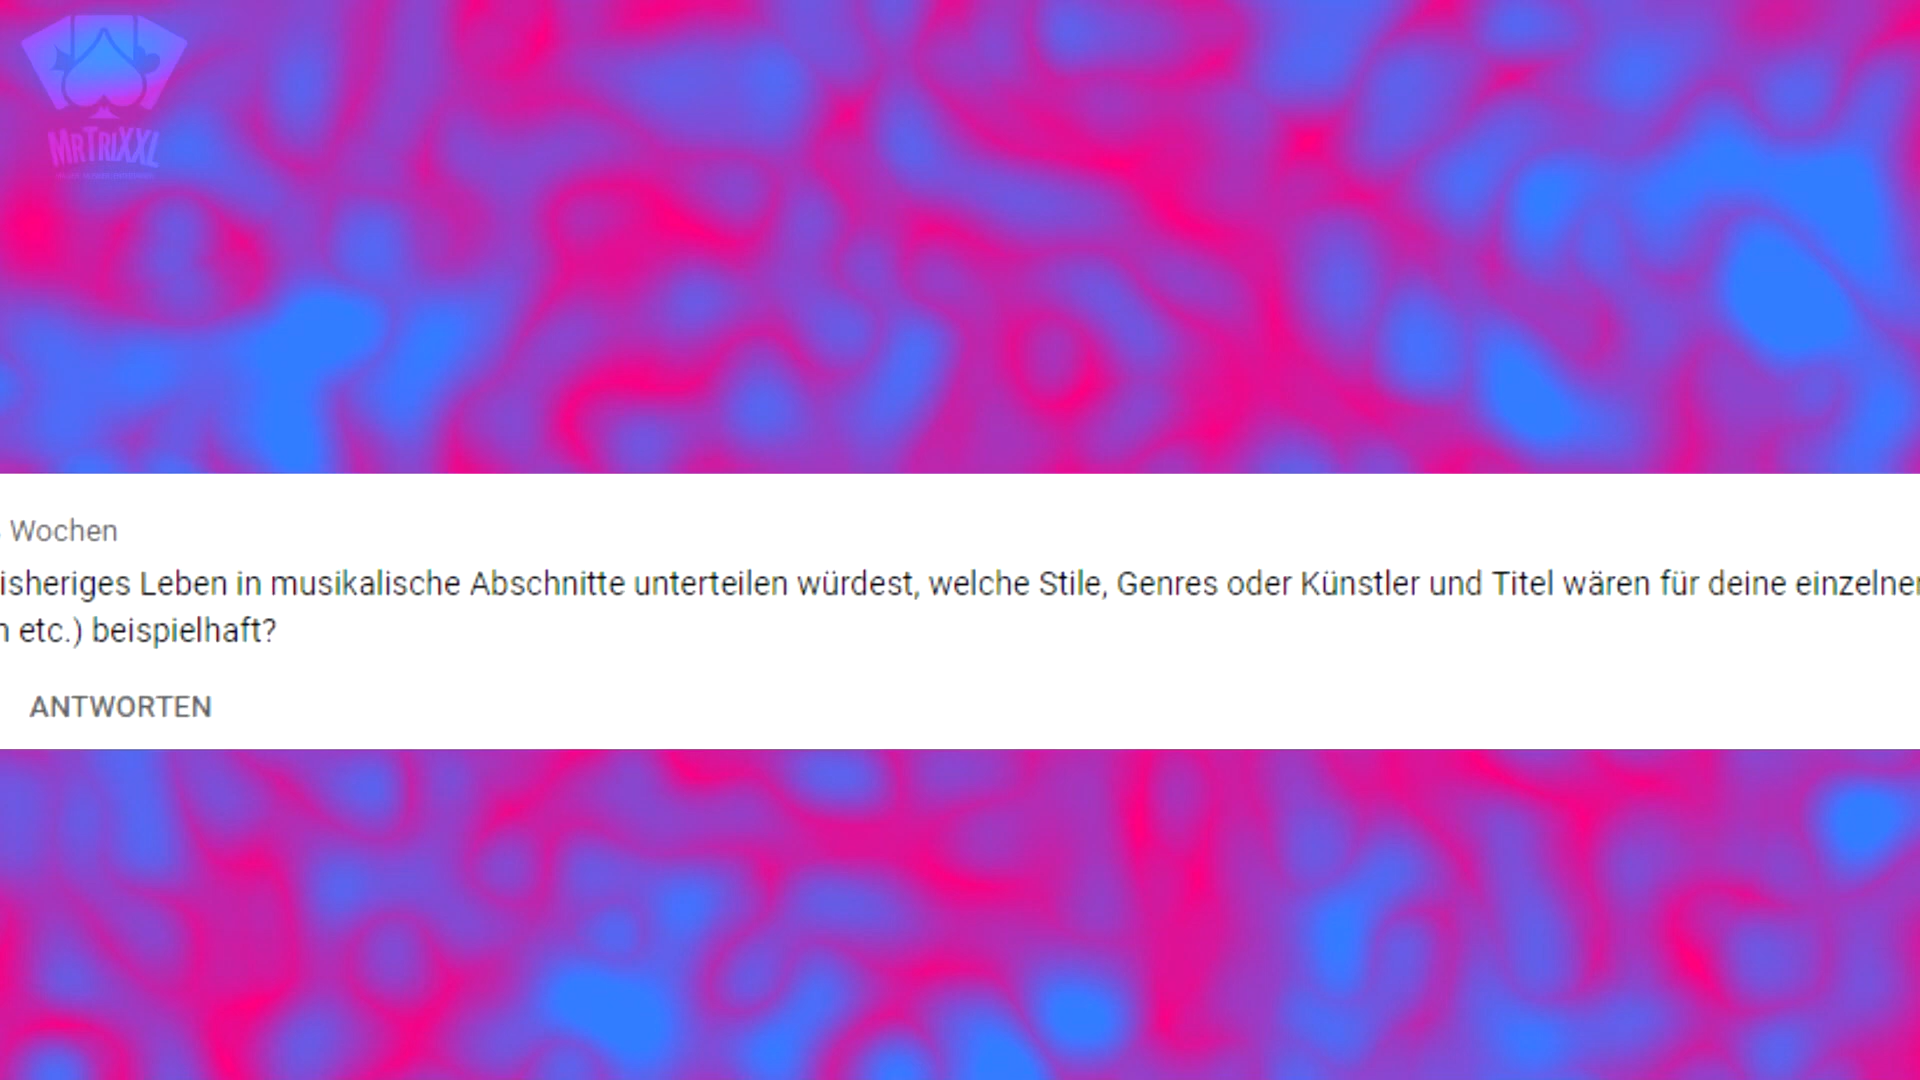 MRTRIXXL
Wochen
isheriges Leben in musikalische Abschnitte unterteilen würdest, welche Stile, Genres oder Künstler und Titel wären für deine einzelne
n etc.) beispielhaft?
ANTWORTEN